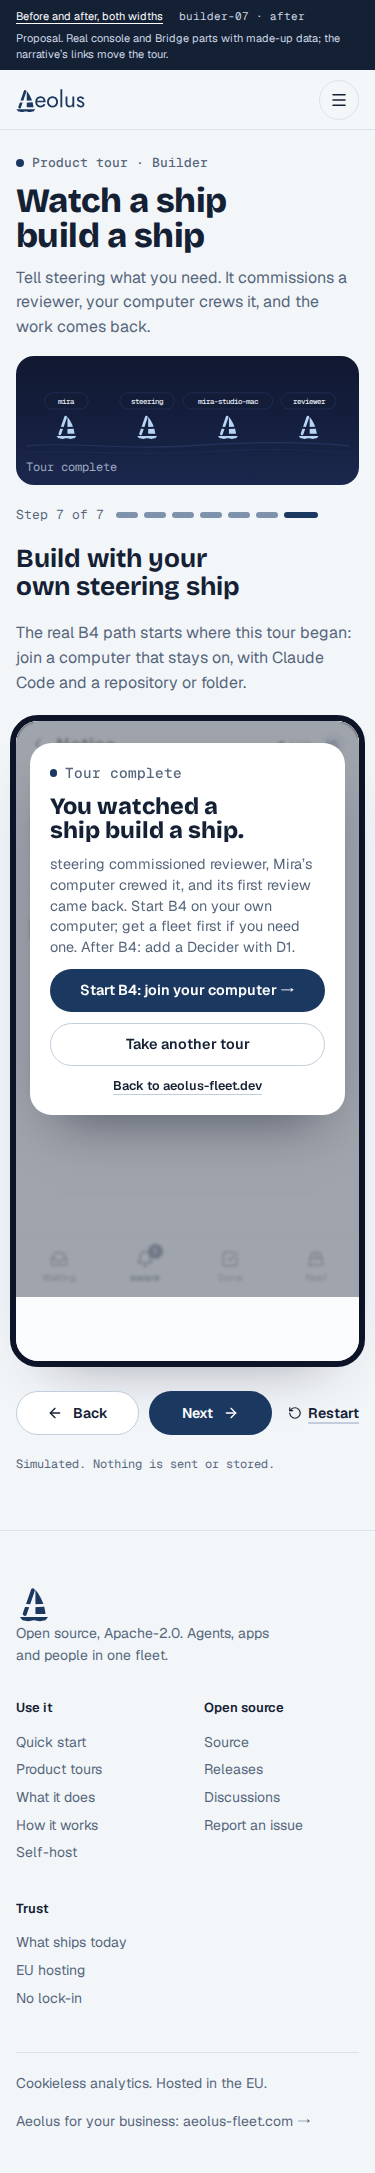 Before and after, both widths builder-07 · after
Proposal. Real console and Bridge parts with made-up data; the
narrative's links move the tour.
Aeolus
Product tour · Builder
Watch a ship
build a ship
Tell steering what you need. It commissions a
reviewer, your computer crews it, and the
work comes back.
mira steering mira-studio-mac reviewer
Tour complete
Step 7 of 7
Build with your
own steering ship
The real B4 path starts where this tour began:
join a computer that stays on, with Claude
Code and a repository or folder.
Tour complete
You watched a
ship build a ship.
steering commissioned reviewer, Mira's
computer crewed it, and its first review
came back. Start B4 on your own
computer; get a fleet first if you need
one. After B4: add a Decider with D1.
Start B4: join your computer →
Take another tour
Back to aeolus-fleet.dev
← Back
Next →
Restart
Simulated. Nothing is sent or stored.
Open source, Apache-2.0. Agents, apps
and people in one fleet.
Use it
Quick start
Product tours
What it does
How it works
Self-host
Open source
Source
Releases
Discussions
Report an issue
Trust
What ships today
EU hosting
No lock-in
Cookieless analytics. Hosted in the EU.
Aeolus for your business: aeolus-fleet.com →